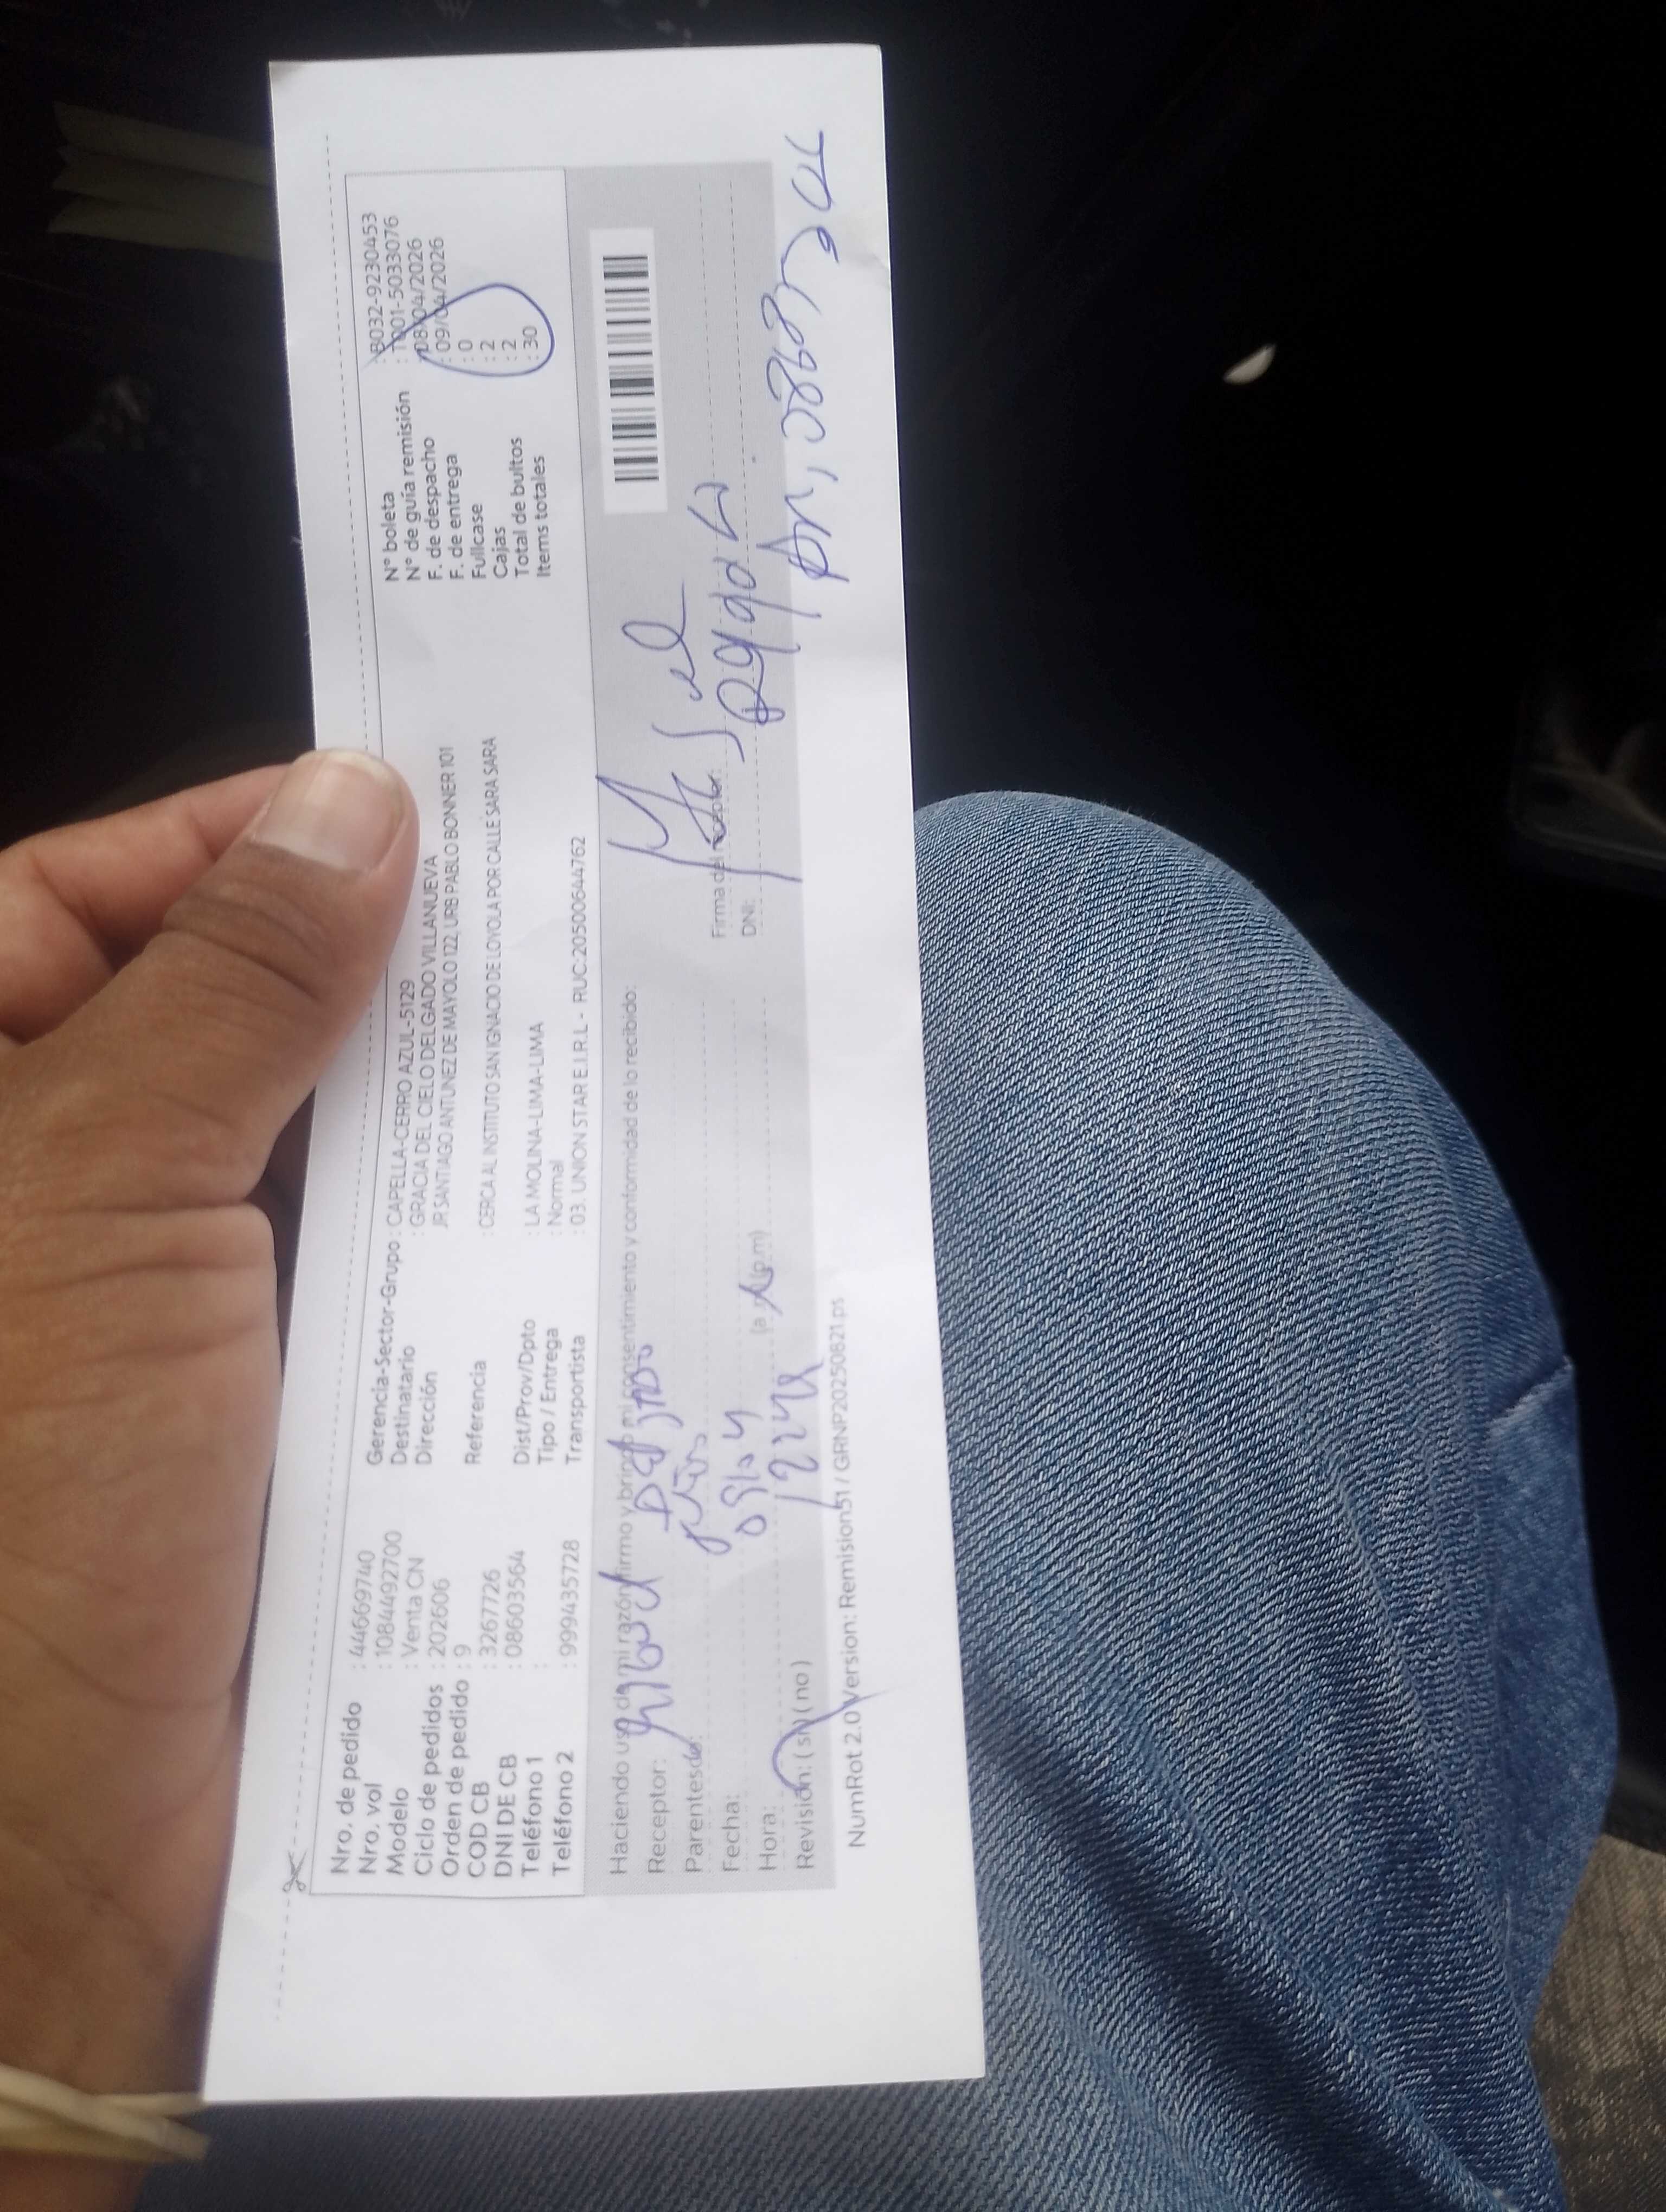 Nro. de pedido : 446697140
Nro. vol : 1084492700
Modelo : Venta CN
Ciclo de pedidos : 202606
Orden de pedido : 9
COD CB : 3267726
DNI DE CB : 08603564
Teléfono 1 :
Teléfono 2 : 999435728
Gerencia-Sector-Grupo : CAPELLA-CERRO AZUL-5129
Destinatario : GRACIA DEL CIELO DELGADO VILLANUEVA
Dirección JR SANTIAGO ANTUNEZ DE MAYOLO 122, URB PABLO BONNER 101
Referencia : CERCA AL INSTITUTO SAN IGNACIO DE LOYOLA POR CALLE SARA SARA
Dist/Prov/Dpto : LA MOLINA-LIMA-LIMA
Tipo / Entrega : Normal
Transportista : 03. UNION STAR E.I.R.L - RUC:20500644762
N° boleta : B032-9230453
N° de guía remisión : T001-5033076
F. de despacho : 08/04/2026
F. de entrega : 09/04/2026
Fullcase : 0
Cajas : 2
Total de bultos : 2
Items totales : 30
Haciendo uso de mi razón firmo y brindo mi consentimiento y conformidad de lo recibido:
Receptor:
Parentesco:
Fecha: 09/04
Hora: 1244 (a.m)(p.m)
Revisión: (si) (no)
Firma del receptor:
DNI:
NumRot 2.0 Version: Remision51 / GRNP20250821.ps